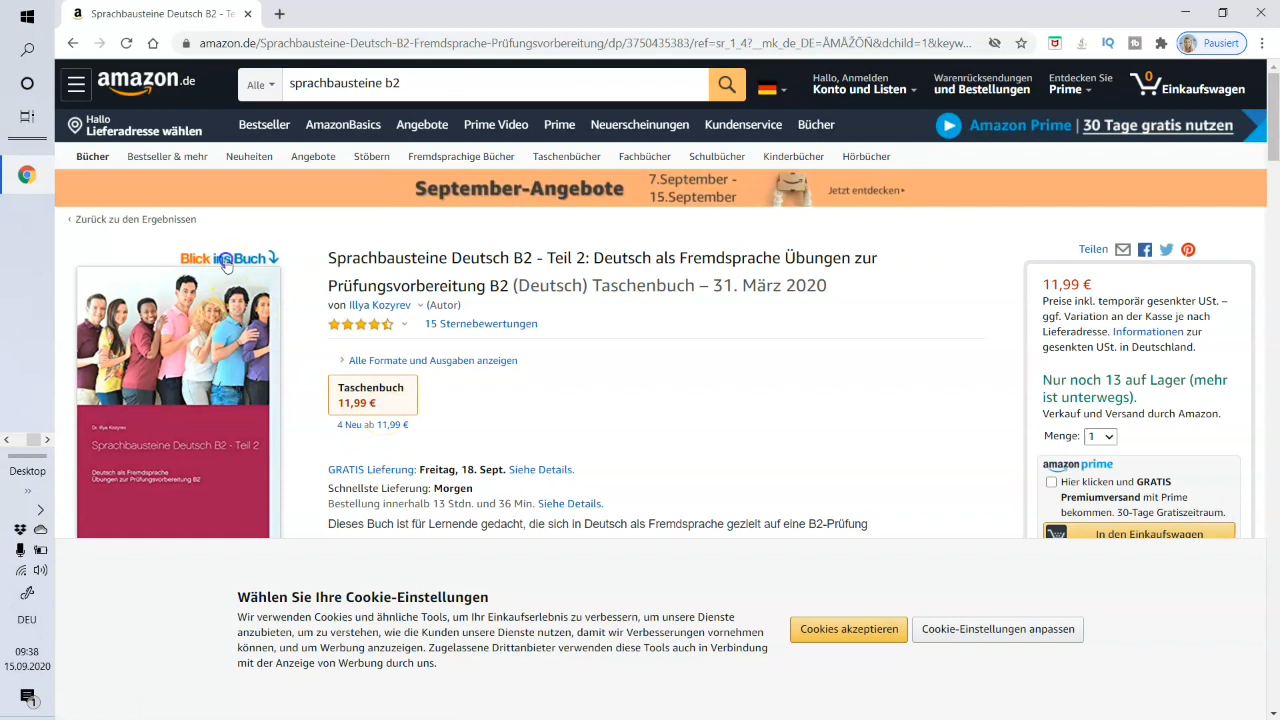 Sprachbausteine Deutsch B2 - Te
amazon.de/Sprachbausteine-Deutsch-B2-Fremdsprache-Prüfungsvorbereitung/dp/3750435383/ref=sr_1_4?__mk_de_DE=ÅMÅŽÕÑ&dchild=1&keyw...
Pausiert
amazon.de
Alle
sprachbausteine b2
Hallo, Anmelden
Konto und Listen
Warenrücksendungen
und Bestellungen
Entdecken Sie
Prime
0
Einkaufswagen
Hallo
Lieferadresse wählen
Bestseller
AmazonBasics
Angebote
Prime Video
Prime
Neuerscheinungen
Kundenservice
Bücher
Amazon Prime | 30 Tage gratis nutzen
Bücher
Bestseller & mehr
Neuheiten
Angebote
Stöbern
Fremdsprachige Bücher
Taschenbücher
Fachbücher
Schulbücher
Kinderbücher
Hörbücher
September-Angebote
7.September -
15.September
Jetzt entdecken
‹ Zurück zu den Ergebnissen
Blick ins Buch
Dr. Illya Kozyrev
Sprachbausteine Deutsch B2 - Teil 2
Deutsch als Fremdsprache
Übungen zur Prüfungsvorbereitung B2
Sprachbausteine Deutsch B2 - Teil 2: Deutsch als Fremdsprache Übungen zur
Prüfungsvorbereitung B2 (Deutsch) Taschenbuch – 31. März 2020
von Illya Kozyrev (Autor)
15 Sternebewertungen
Alle Formate und Ausgaben anzeigen
Taschenbuch
11,99 €
4 Neu ab 11,99 €
GRATIS Lieferung: Freitag, 18. Sept. Siehe Details.
Schnellste Lieferung: Morgen
Bestellung innerhalb 13 Stdn. und 36 Min. Siehe Details.
Dieses Buch ist für Lernende gedacht, die sich in Deutsch als Fremdsprache gezielt auf eine B2-Prüfung
Teilen
11,99 €
Preise inkl. temporär gesenkter USt. –
ggf. Variation an der Kasse je nach
Lieferadresse. Informationen zur
gesenkten USt. in Deutschland.
Nur noch 13 auf Lager (mehr
ist unterwegs).
Verkauf und Versand durch Amazon.
Menge: 1
amazon prime
Hier klicken und GRATIS
Premiumversand mit Prime
bekommen. 30-Tage Gratiszeitraum.
In den Einkaufswagen
Wählen Sie Ihre Cookie-Einstellungen
Wir verwenden Cookies und ähnliche Tools, um Ihr Einkaufserlebnis zu verbessern, um unsere Dienste
anzubieten, um zu verstehen, wie die Kunden unsere Dienste nutzen, damit wir Verbesserungen vornehmen
können, und um Werbung anzuzeigen. Zugelassene Drittanbieter verwenden diese Tools auch in Verbindung
mit der Anzeige von Werbung durch uns.
Cookies akzeptieren
Cookie-Einstellungen anpassen
Desktop
DEU
09:38
15.09.2020
1